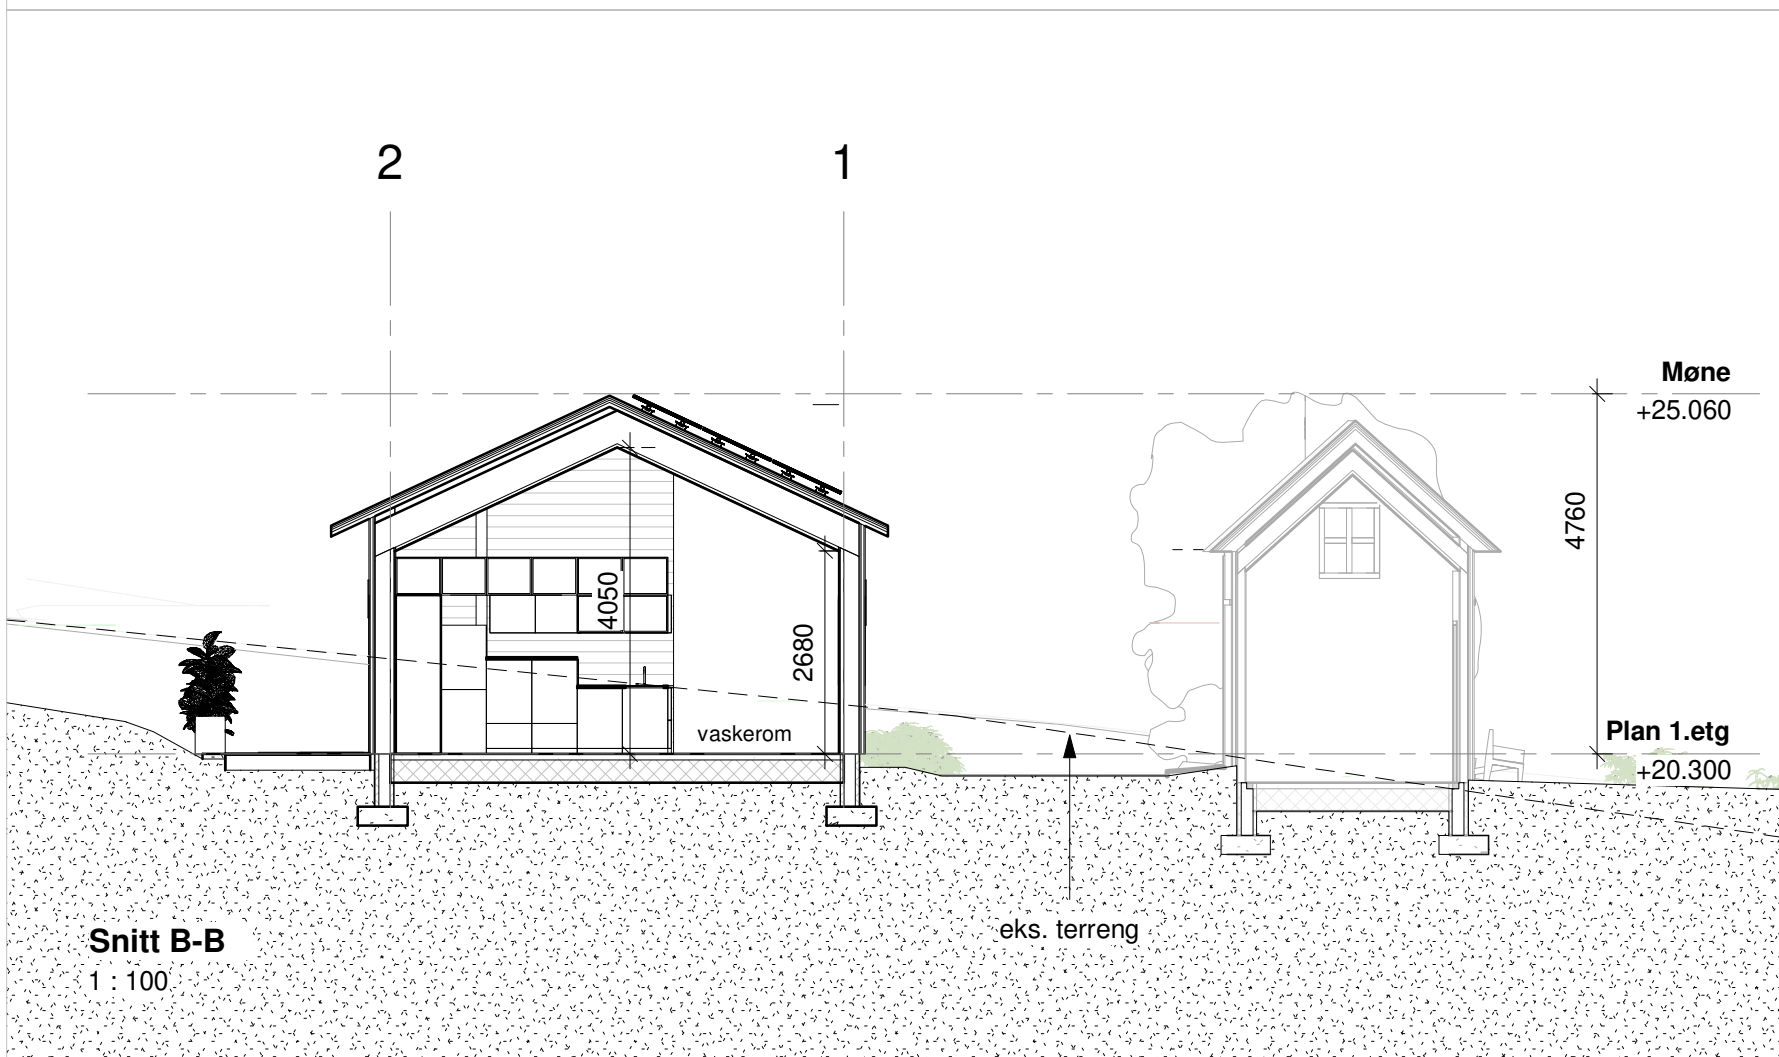 2
1
Møne
+25.060
4760
4050
2680
vaskerom
Plan 1.etg
+20.300
eks. terreng
Snitt B-B
1 : 100